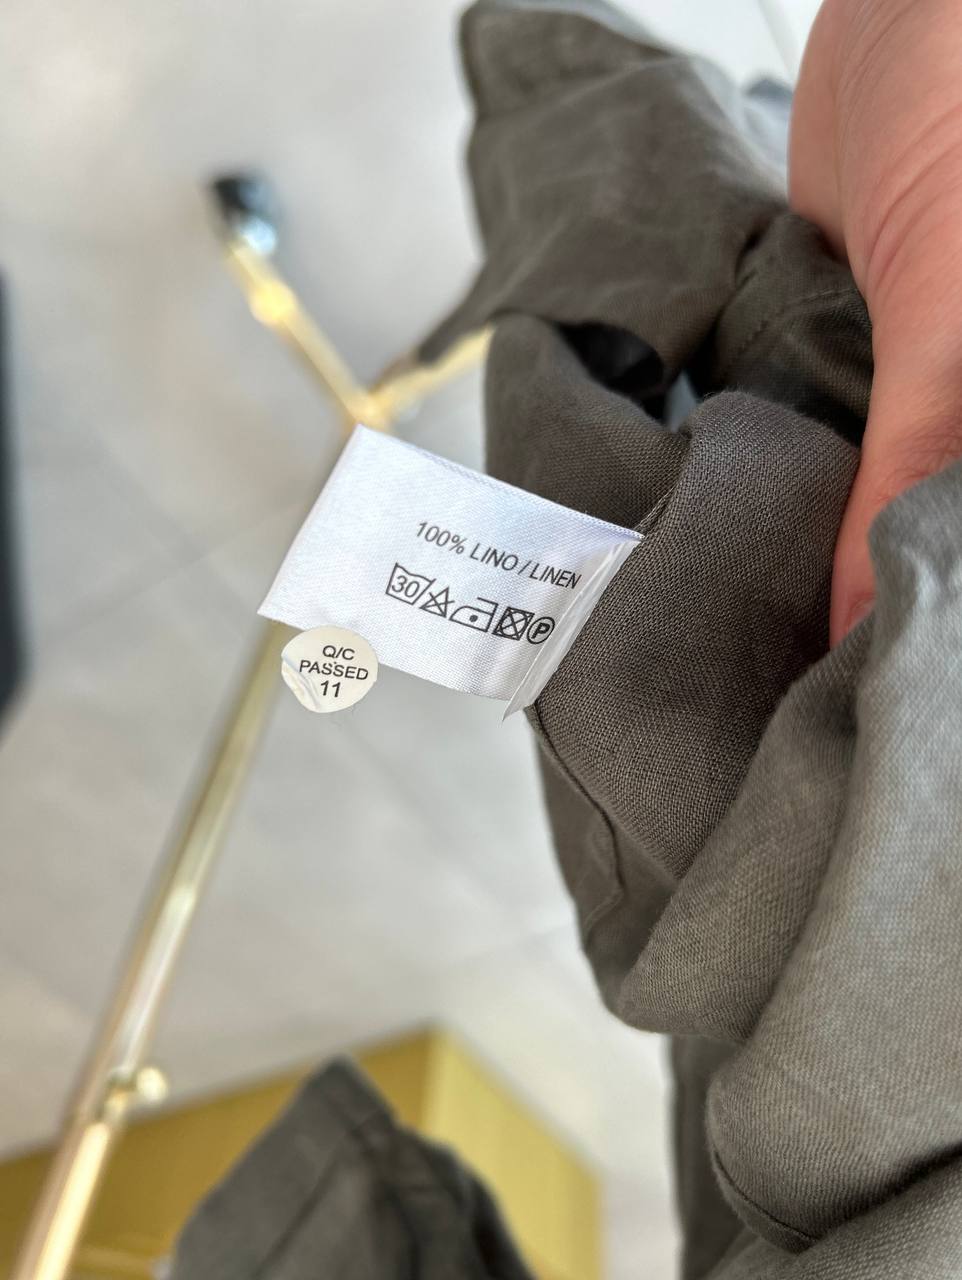 100% LINO / LINEN
30 P
Q/C
PASSED
11